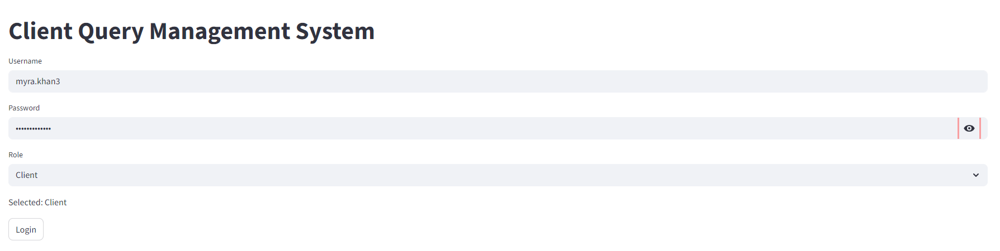 Client Query Management System
Username
myra.khan3
Password
•••••••••••••
Role
Client
Selected: Client
Login